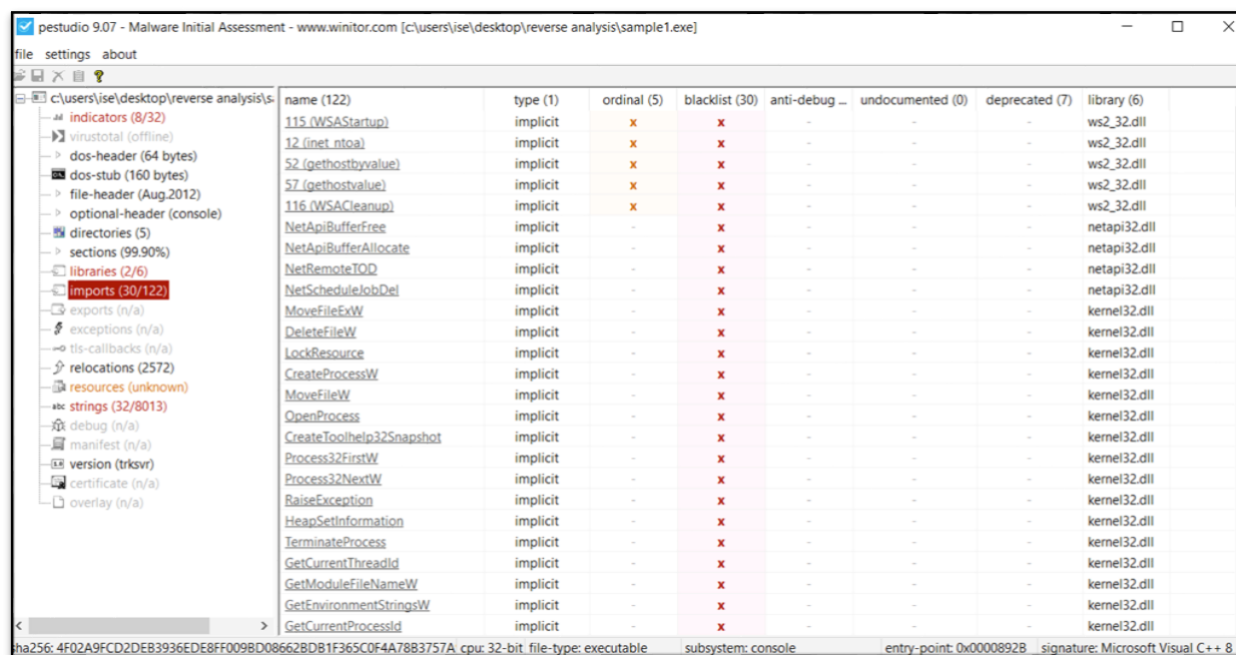 pestudio 9.07 - Malware Initial Assessment - www.winitor.com [c:\users\ise\desktop\reverse analysis\sample1.exe]
file settings about
c:\users\ise\desktop\reverse analysis\s
indicators (8/32)
virustotal (offline)
dos-header (64 bytes)
dos-stub (160 bytes)
file-header (Aug.2012)
optional-header (console)
directories (5)
sections (99.90%)
libraries (2/6)
imports (30/122)
exports (n/a)
exceptions (n/a)
tls-callbacks (n/a)
relocations (2572)
resources (unknown)
abc strings (32/8013)
debug (n/a)
manifest (n/a)
version (trksvr)
certificate (n/a)
overlay (n/a)
name (122) type (1) ordinal (5) blacklist (30) anti-debug ... undocumented (0) deprecated (7) library (6)
115 (WSAStartup) implicit x x - - - ws2_32.dll
12 (inet_ntoa) implicit x x - - - ws2_32.dll
52 (gethostbyvalue) implicit x x - - - ws2_32.dll
57 (gethostvalue) implicit x x - - - ws2_32.dll
116 (WSACleanup) implicit x x - - - ws2_32.dll
NetApiBufferFree implicit - x - - - netapi32.dll
NetApiBufferAllocate implicit - x - - - netapi32.dll
NetRemoteTOD implicit - x - - - netapi32.dll
NetScheduleJobDel implicit - x - - - netapi32.dll
MoveFileExW implicit - x - - - kernel32.dll
DeleteFileW implicit - x - - - kernel32.dll
LockResource implicit - x - - - kernel32.dll
CreateProcessW implicit - x - - - kernel32.dll
MoveFileW implicit - x - - - kernel32.dll
OpenProcess implicit - x - - - kernel32.dll
CreateToolhelp32Snapshot implicit - x - - - kernel32.dll
Process32FirstW implicit - x - - - kernel32.dll
Process32NextW implicit - x - - - kernel32.dll
RaiseException implicit - x - - - kernel32.dll
HeapSetInformation implicit - x - - - kernel32.dll
TerminateProcess implicit - x - - - kernel32.dll
GetCurrentThreadId implicit - x - - - kernel32.dll
GetModuleFileNameW implicit - x - - - kernel32.dll
GetEnvironmentStringsW implicit - x - - - kernel32.dll
GetCurrentProcessId implicit - x - - - kernel32.dll
sha256: 4F02A9FCD2DEB3936EDE8FF009BD08662BDB1F365C0F4A78B3757A cpu: 32-bit file-type: executable subsystem: console entry-point: 0x0000892B signature: Microsoft Visual C++ 8